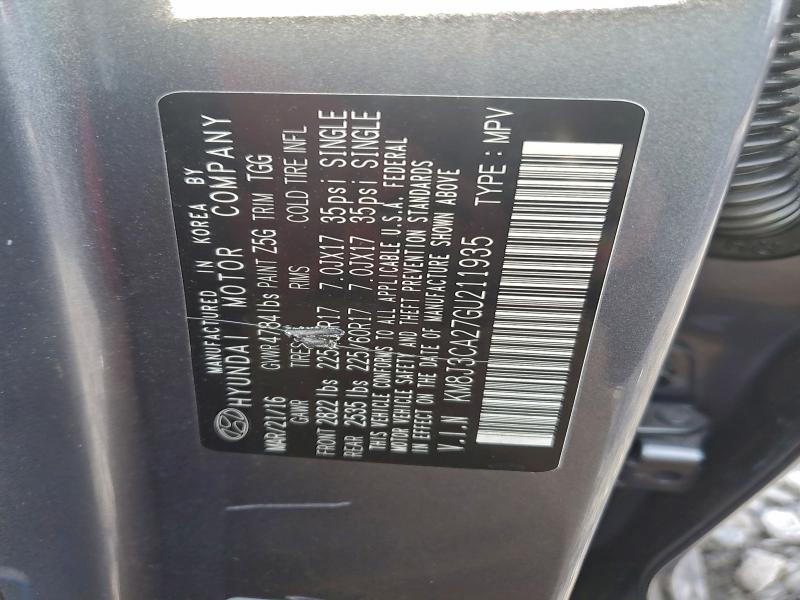 MANUFACTURED IN KOREA BY
HYUNDAI MOTOR COMPANY
MAR/21/16 GVWR 4784 lbs PAINT Z5G TRIM TGG
GAWR TIRES RIMS COLD TIRE INFL
FRONT 2822 lbs 225/ R17 7.0JX17 35psi SINGLE
REAR 2535 lbs 225/60R17 7.0JX17 35psi SINGLE
THIS VEHICLE CONFORMS TO ALL APPLICABLE U.S.A. FEDERAL
MOTOR VEHICLE SAFETY AND THEFT PREVENTION STANDARDS
IN EFFECT ON THE DATE OF MANUFACTURE SHOWN ABOVE
V.I.N KM8J3CA27GU211935 TYPE : MPV